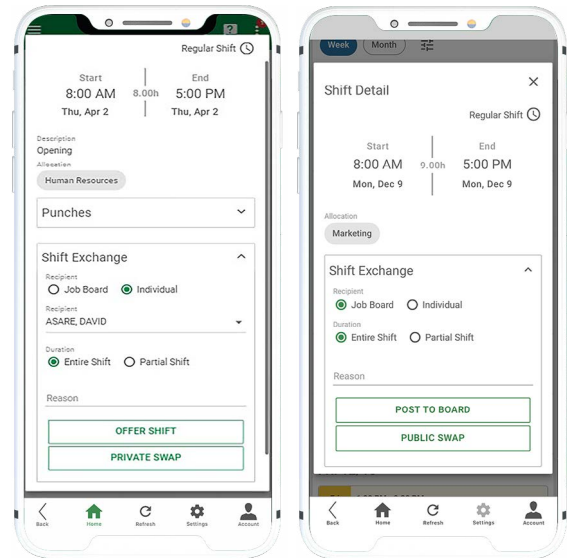 Regular Shift
Start
End
8:00 AM
8.00h
5:00 PM
Thu, Apr 2
Thu, Apr 2
Description
Opening
Allocation
Human Resources
Punches
Shift Exchange
Recipient
Job Board
Individual
Recipient
ASARE, DAVID
Duration
Entire Shift
Partial Shift
Reason
OFFER SHIFT
PRIVATE SWAP
Back
Home
Refresh
Settings
Account
Week
Month
Shift Detail
Regular Shift
Start
End
8:00 AM
9.00h
5:00 PM
Mon, Dec 9
Mon, Dec 9
Allocation
Marketing
Shift Exchange
Recipient
Job Board
Individual
Duration
Entire Shift
Partial Shift
Reason
POST TO BOARD
PUBLIC SWAP
Back
Home
Refresh
Settings
Account